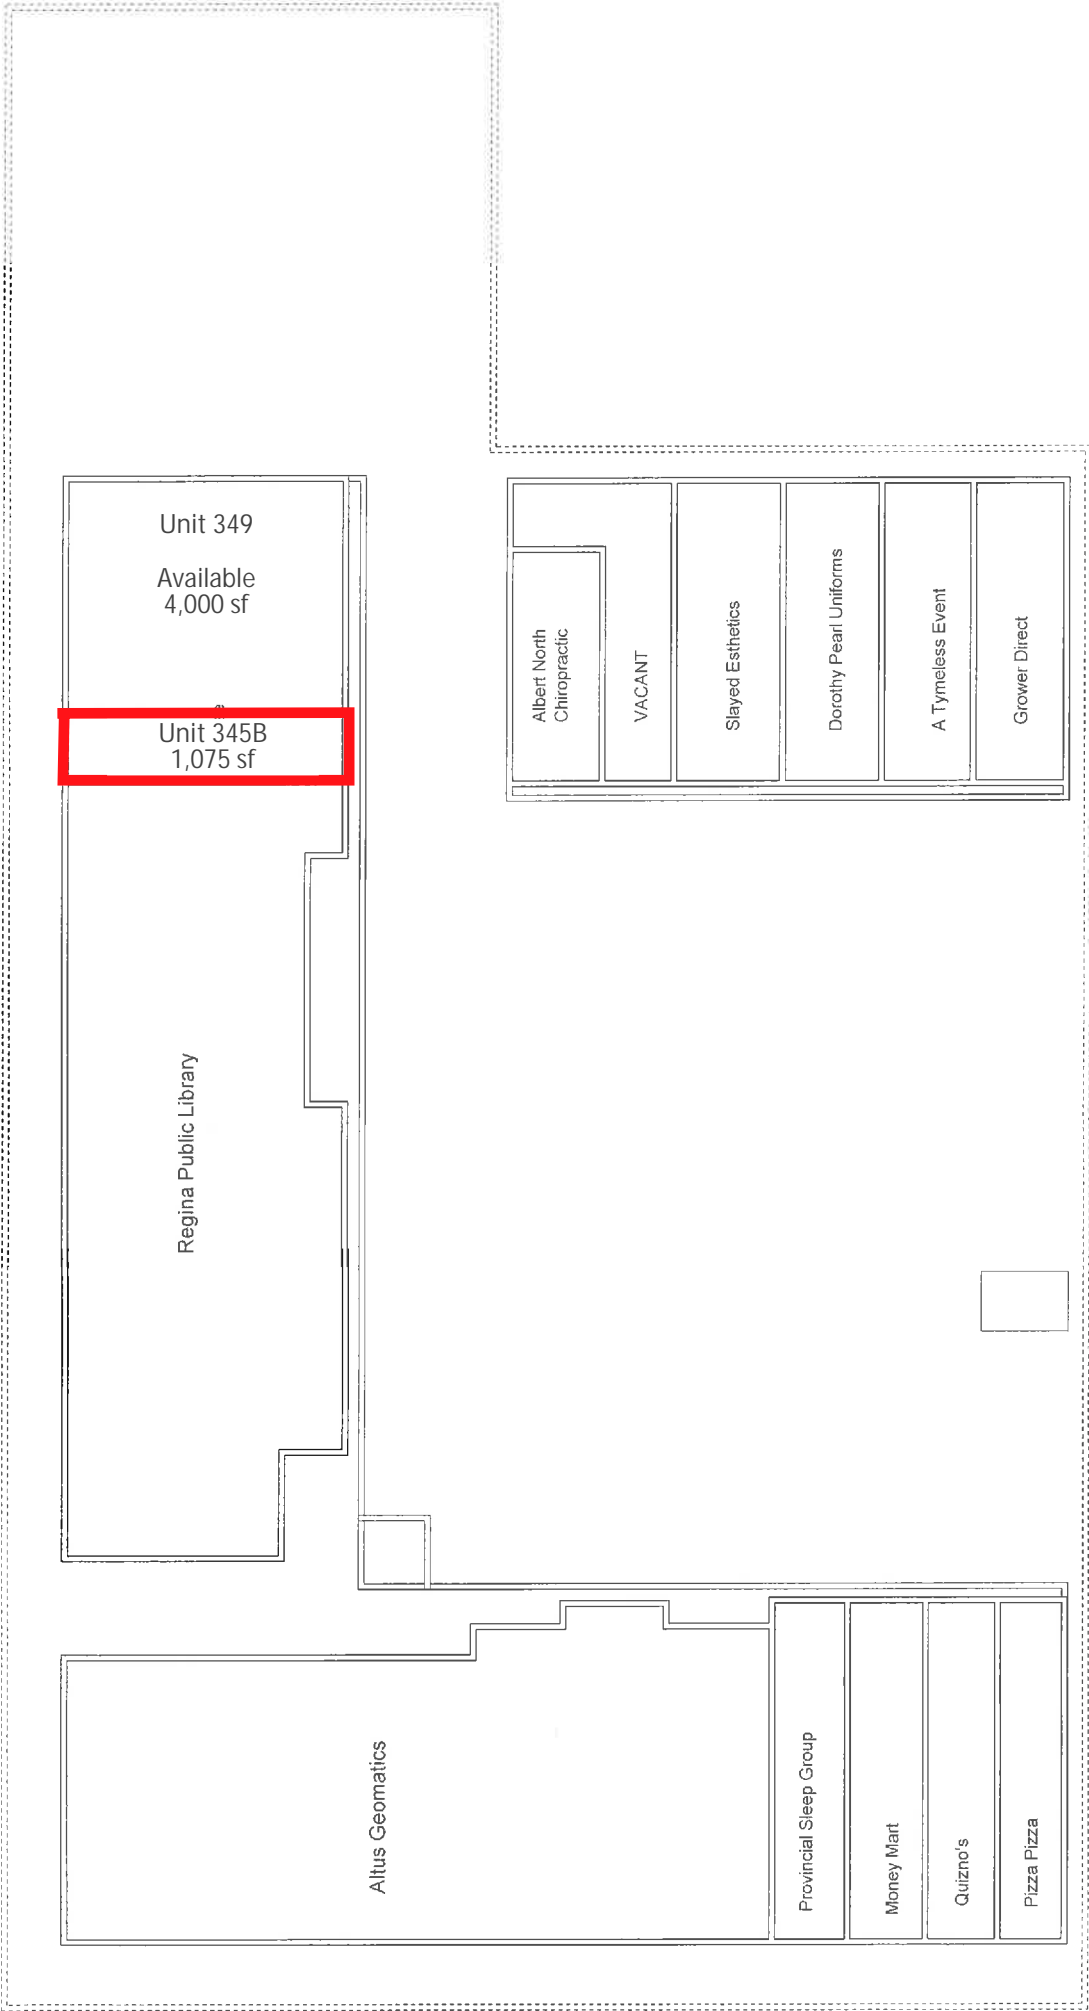 Unit 349
Available
4,000 sf
Unit 345B
1,075 sf
Albert North
Chiropractic
VACANT
Slayed Esthetics
Dorothy Pearl Uniforms
A Tymeless Event
Grower Direct
Regina Public Library
Altus Geomatics
Provincial Sleep Group
Money Mart
Quizno's
Pizza Pizza